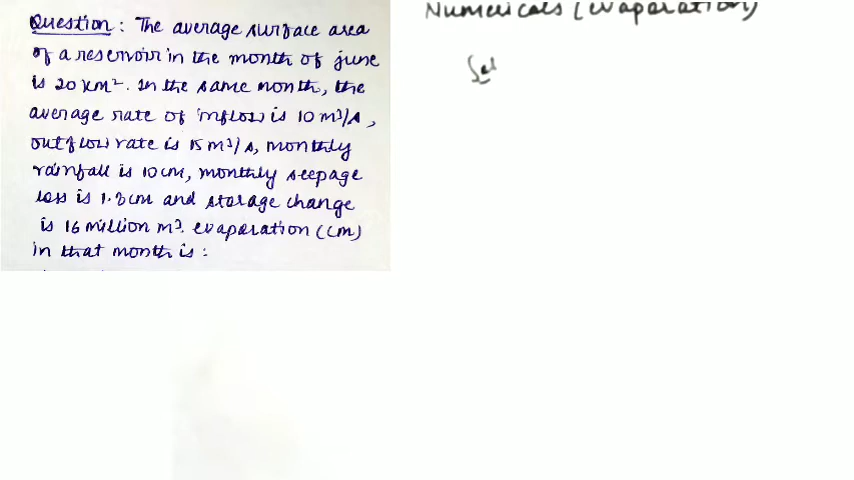 Question : The average surface area
of a reservoir in the month of june
is 20 km². In the same month, the
average rate of inflow is 10 m³/s,
outflow rate is 15 m³/s, monthly
rainfall is 10 cm, monthly seepage
loss is 1.8 cm and storage change
is 16 million m³. evaporation (cm)
in that month is :
Numericals (evaporation)
Sol